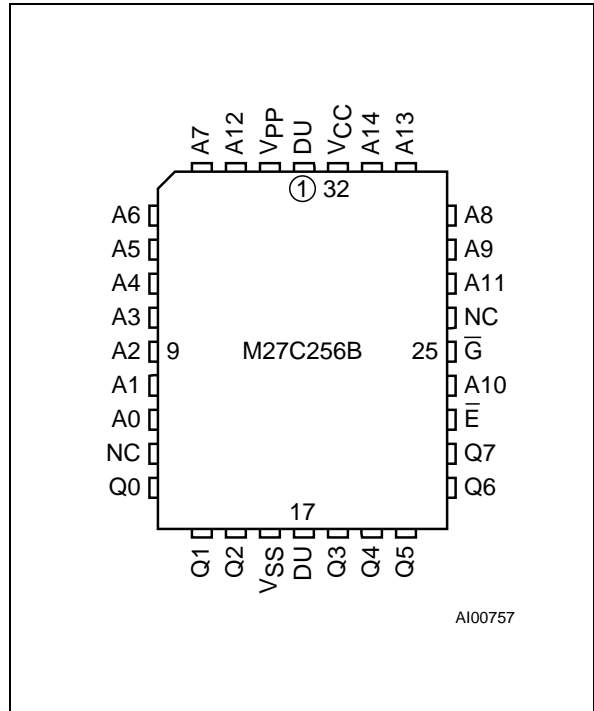 A7 A12 VPP DU VCC A14 A13
1 32
A6 A8
A5 A9
A4 A11
A3 NC
A2 9 M27C256B 25 G̅
A1 A10
A0 E̅
NC Q7
Q0 Q6
17
Q1 Q2 VSS DU Q3 Q4 Q5
AI00757